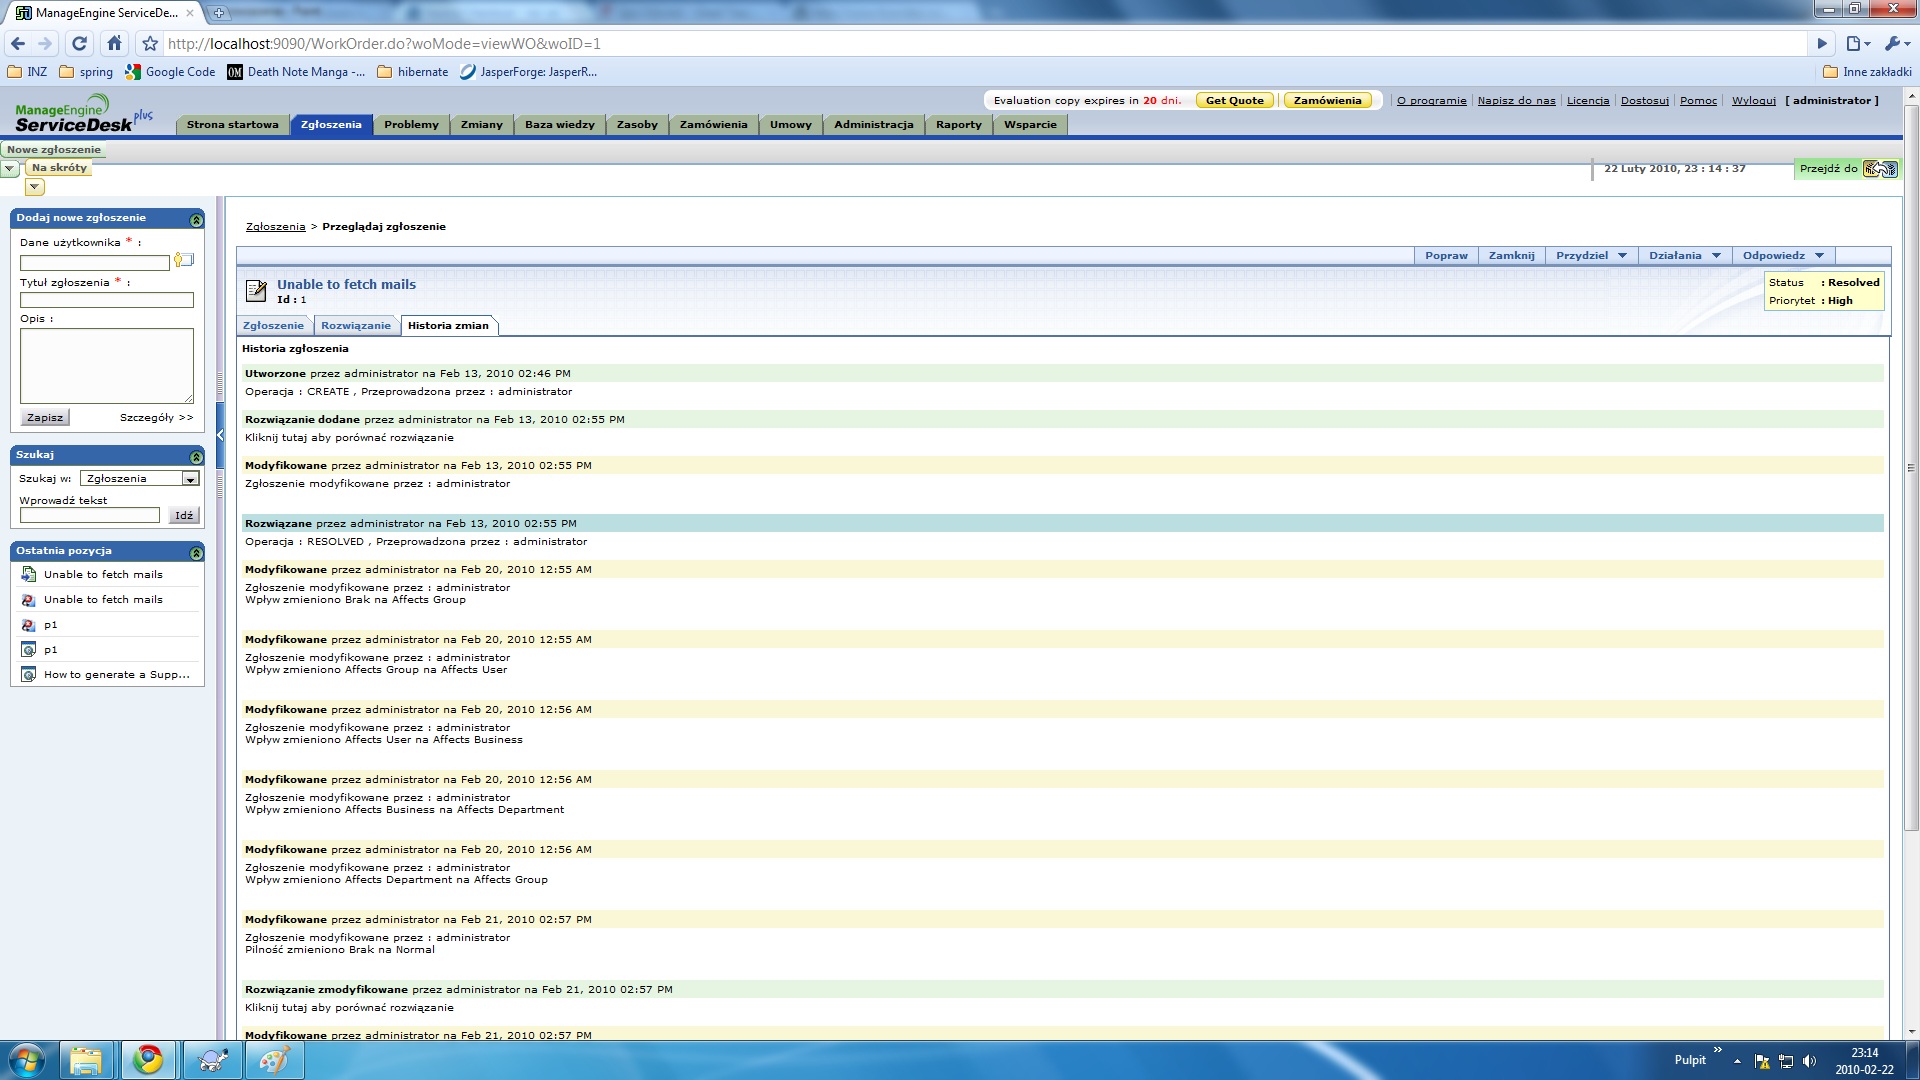 ManageEngine ServiceDe...
http://localhost:9090/WorkOrder.do?woMode=viewWO&woID=1
INZ
spring
Google Code
Death Note Manga -...
hibernate
JasperForge: JasperR...
Inne zakładki
ManageEngine
ServiceDesk plus
Evaluation copy expires in 20 dni.
Get Quote
Zamówienia
O programie
Napisz do nas
Licencja
Dostosuj
Pomoc
Wyloguj
[ administrator ]
Strona startowa
Zgłoszenia
Problemy
Zmiany
Baza wiedzy
Zasoby
Zamówienia
Umowy
Administracja
Raporty
Wsparcie
Nowe zgłoszenie
Na skróty
22 Luty 2010, 23 : 14 : 37
Przejdź do
Dodaj nowe zgłoszenie
Dane użytkownika * :
Tytuł zgłoszenia * :
Opis :
Zapisz
Szczegóły >>
Szukaj
Szukaj w: Zgłoszenia
Wprowadź tekst
Idź
Ostatnia pozycja
Unable to fetch mails
Unable to fetch mails
p1
p1
How to generate a Supp...
Zgłoszenia > Przeglądaj zgłoszenie
Popraw
Zamknij
Przydziel
Działania
Odpowiedz
Unable to fetch mails
Id : 1
Status : Resolved
Priorytet : High
Zgłoszenie
Rozwiązanie
Historia zmian
Historia zgłoszenia
Utworzone przez administrator na Feb 13, 2010 02:46 PM
Operacja : CREATE , Przeprowadzona przez : administrator
Rozwiązanie dodane przez administrator na Feb 13, 2010 02:55 PM
Kliknij tutaj aby porównać rozwiązanie
Modyfikowane przez administrator na Feb 13, 2010 02:55 PM
Zgłoszenie modyfikowane przez : administrator
Rozwiązane przez administrator na Feb 13, 2010 02:55 PM
Operacja : RESOLVED , Przeprowadzona przez : administrator
Modyfikowane przez administrator na Feb 20, 2010 12:55 AM
Zgłoszenie modyfikowane przez : administrator
Wpływ zmieniono Brak na Affects Group
Modyfikowane przez administrator na Feb 20, 2010 12:55 AM
Zgłoszenie modyfikowane przez : administrator
Wpływ zmieniono Affects Group na Affects User
Modyfikowane przez administrator na Feb 20, 2010 12:56 AM
Zgłoszenie modyfikowane przez : administrator
Wpływ zmieniono Affects User na Affects Business
Modyfikowane przez administrator na Feb 20, 2010 12:56 AM
Zgłoszenie modyfikowane przez : administrator
Wpływ zmieniono Affects Business na Affects Department
Modyfikowane przez administrator na Feb 20, 2010 12:56 AM
Zgłoszenie modyfikowane przez : administrator
Wpływ zmieniono Affects Department na Affects Group
Modyfikowane przez administrator na Feb 21, 2010 02:57 PM
Zgłoszenie modyfikowane przez : administrator
Pilność zmieniono Brak na Normal
Rozwiązanie zmodyfikowane przez administrator na Feb 21, 2010 02:57 PM
Kliknij tutaj aby porównać rozwiązanie
Modyfikowane przez administrator na Feb 21, 2010 02:57 PM
Pulpit
23:14
2010-02-22